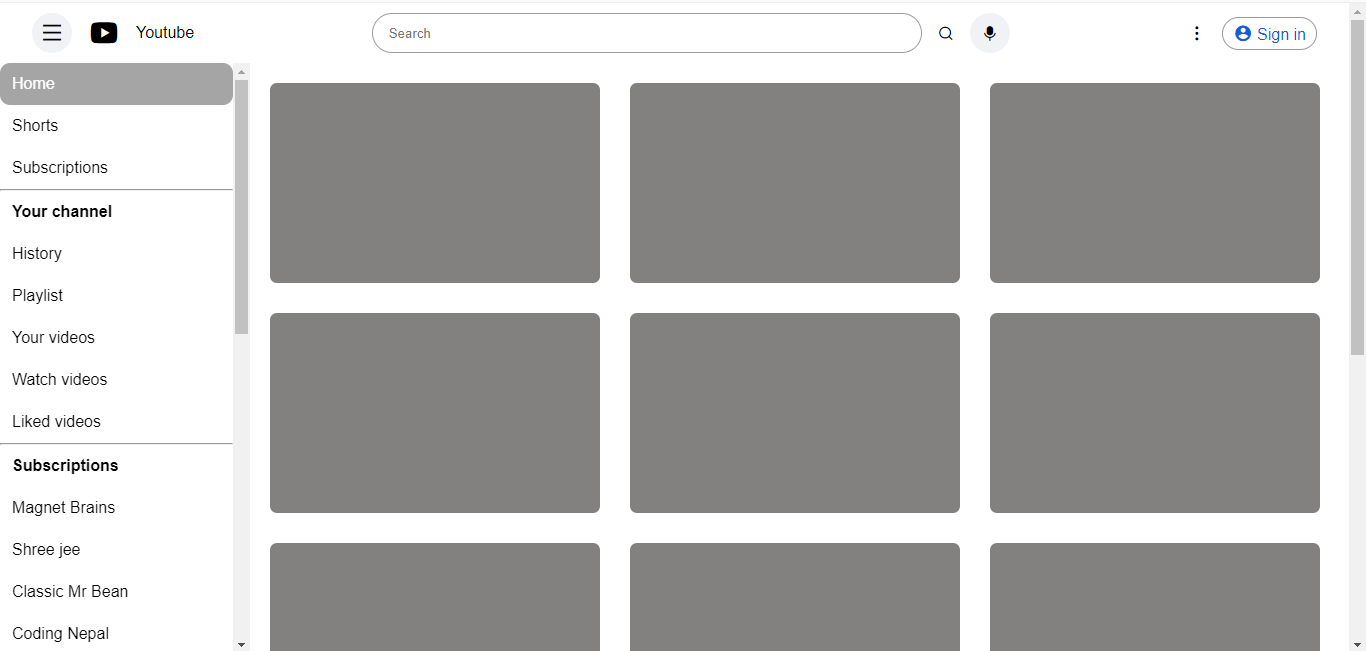 Youtube
Search
Sign in
Home
Shorts
Subscriptions
Your channel
History
Playlist
Your videos
Watch videos
Liked videos
Subscriptions
Magnet Brains
Shree jee
Classic Mr Bean
Coding Nepal